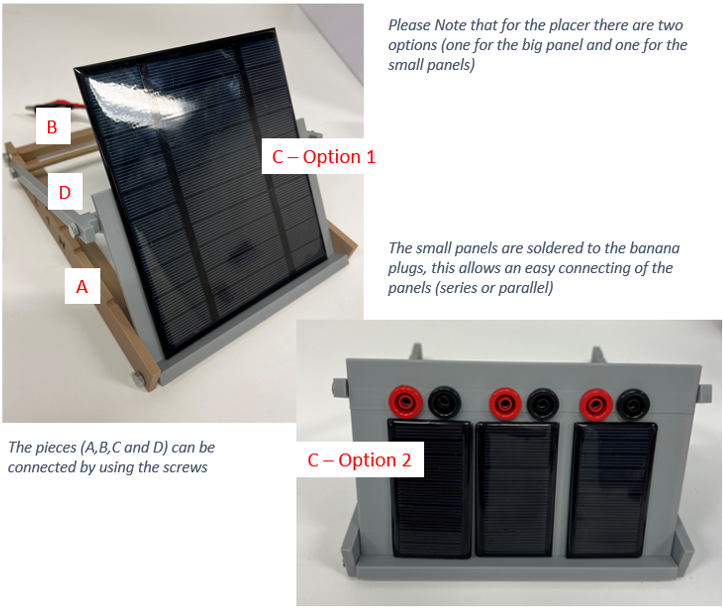 Please Note that for the placer there are two
options (one for the big panel and one for the
small panels)
B
C – Option 1
D
A
The small panels are soldered to the banana
plugs, this allows an easy connecting of the
panels (series or parallel)
The pieces (A,B,C and D) can be
connected by using the screws
C – Option 2